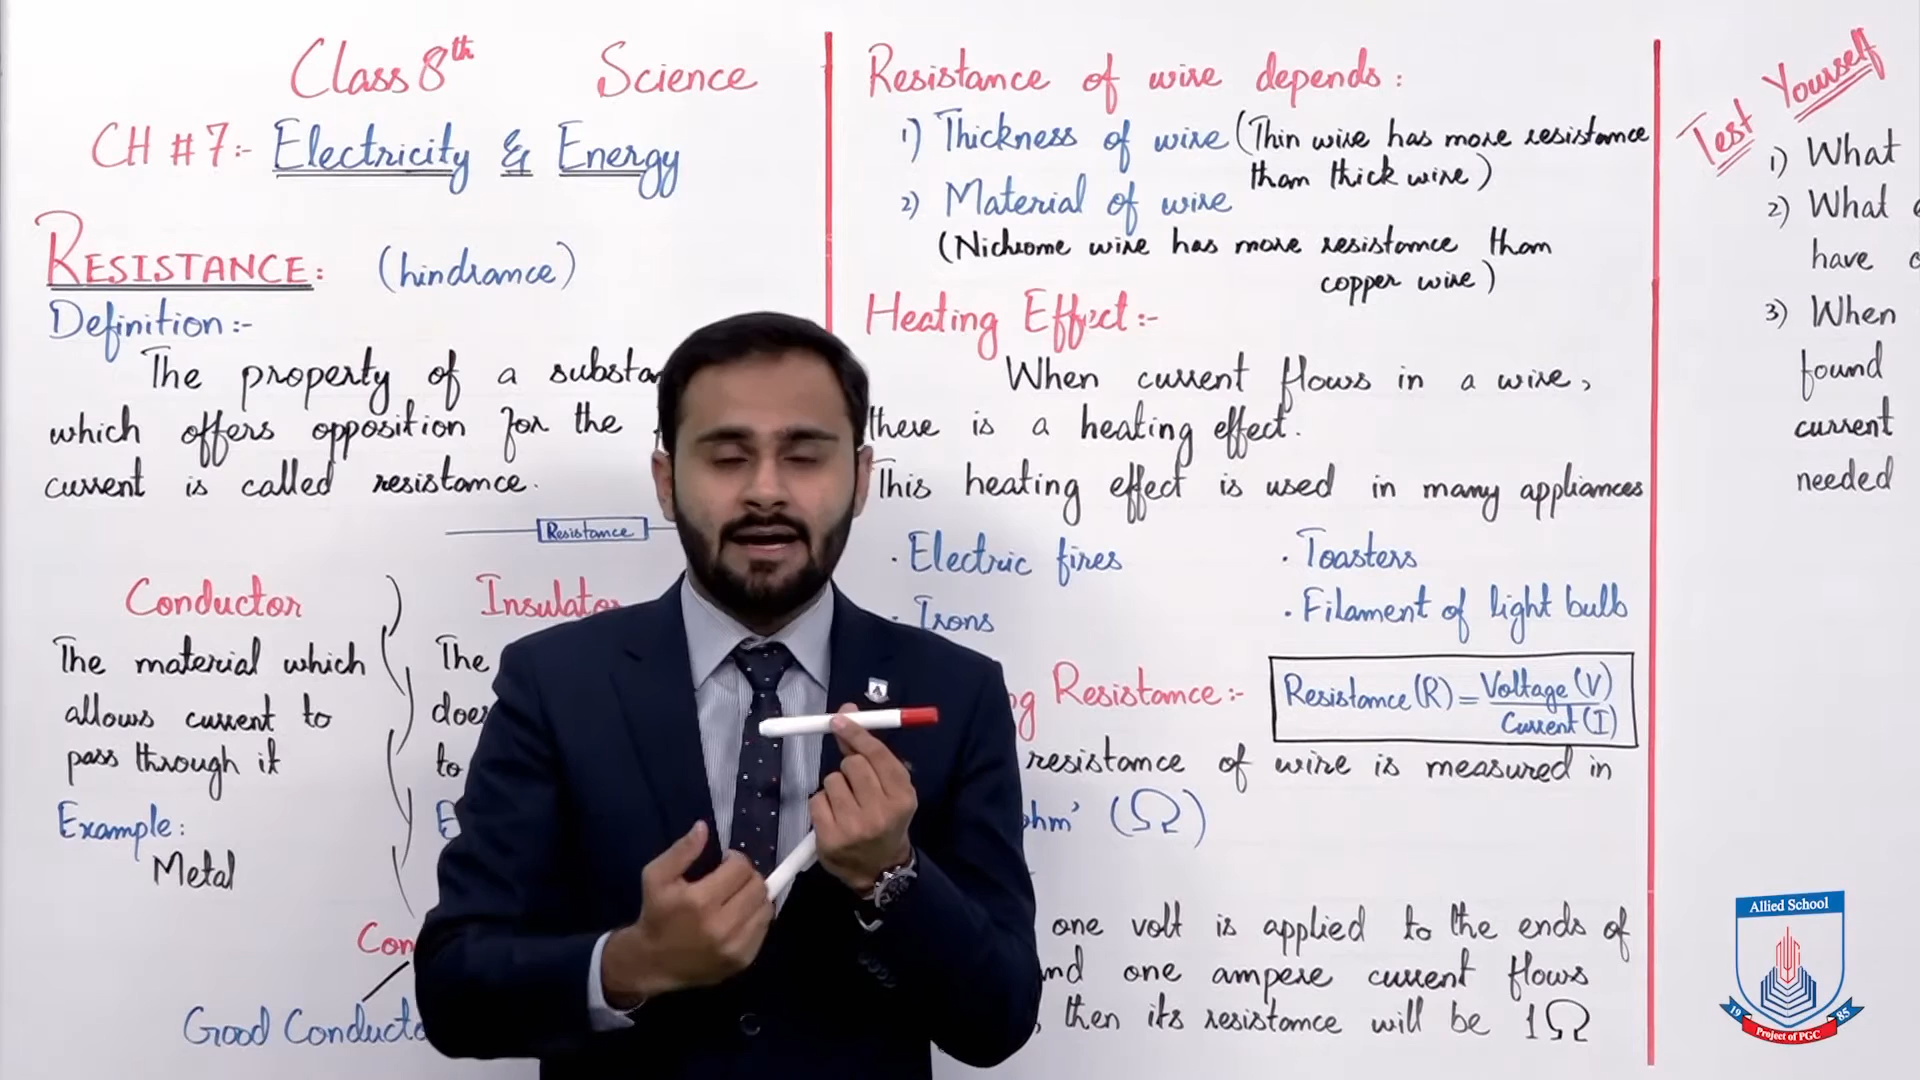 Class 8th Science
CH # 7:- Electricity & Energy
RESISTANCE: (hindrance)
Definition:-
The property of a
which offers opposition for the
current is called resistance.
Resistance
Conductor
The material which
allows current to
pass through it
Example:
Metal
Insulator
The
to
Good
Resistance of wire depends:
1) Thickness of wire (Thin wire has more resistance
than thick wire)
2) Material of wire
(Nichrome wire has more resistance than
copper wire)
Heating Effect:-
When current flows in a wire,
there is a heating effect.
This heating effect is used in many appliances
· Electric fires · Toasters
· Irons · Filament of light bulb
Resistance:-
Resistance (R) = Voltage (V)
Current (I)
resistance of wire is measured in
ohm' (Ω)
one volt is applied to the ends of
one ampere current flows
, then its resistance will be 1Ω
Test Yourself
1) What
2) What
have
3) When
found
current
needed
Allied School
19 85
Project of PGC